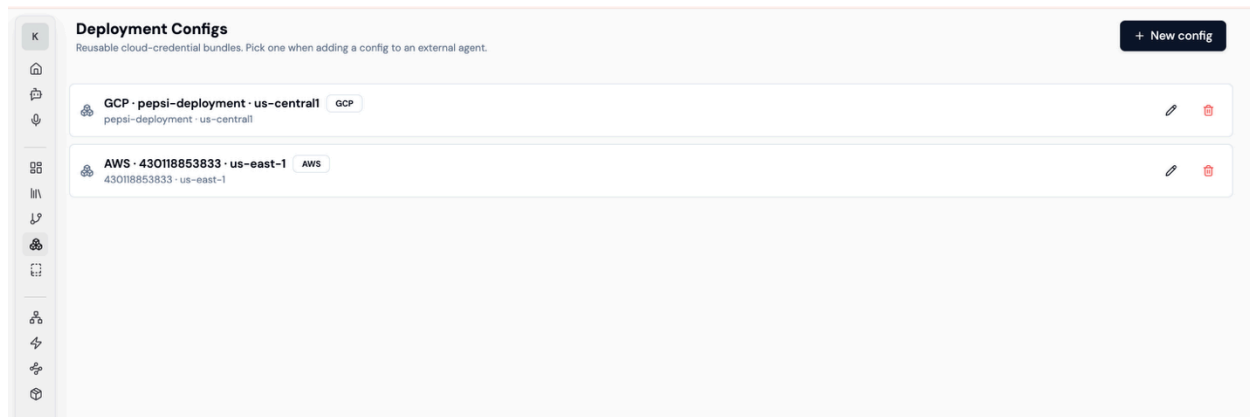 K
Deployment Configs
Reusable cloud-credential bundles. Pick one when adding a config to an external agent.
+ New config
GCP · pepsi-deployment · us-central1 GCP
pepsi-deployment · us-central1
AWS · 430118853833 · us-east-1 AWS
430118853833 · us-east-1